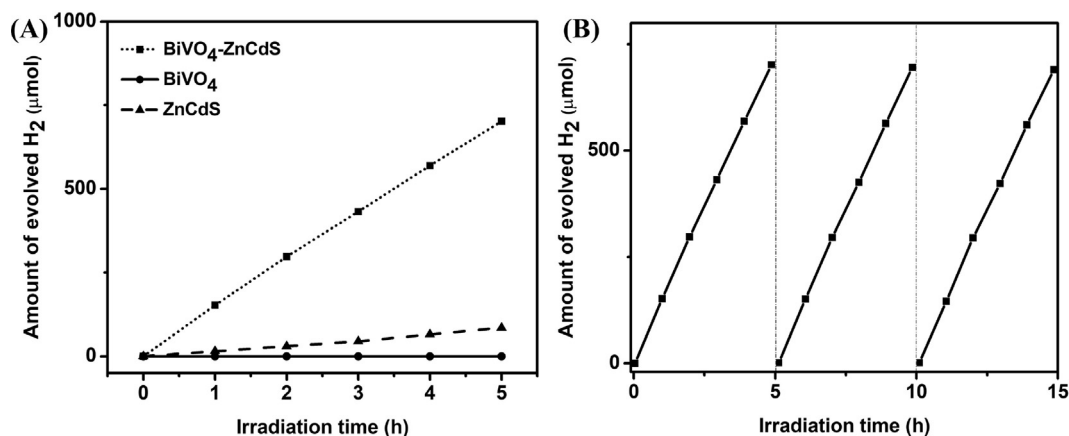 (A)
1000
500
0
BiVO4-ZnCdS
BiVO4
ZnCdS
Amount of evolved H2 (μmol)
0 1 2 3 4 5
Irradiation time (h)
(B)
500
0
Amount of evolved H2 (μmol)
0 5 10 15
Irradiation time (h)